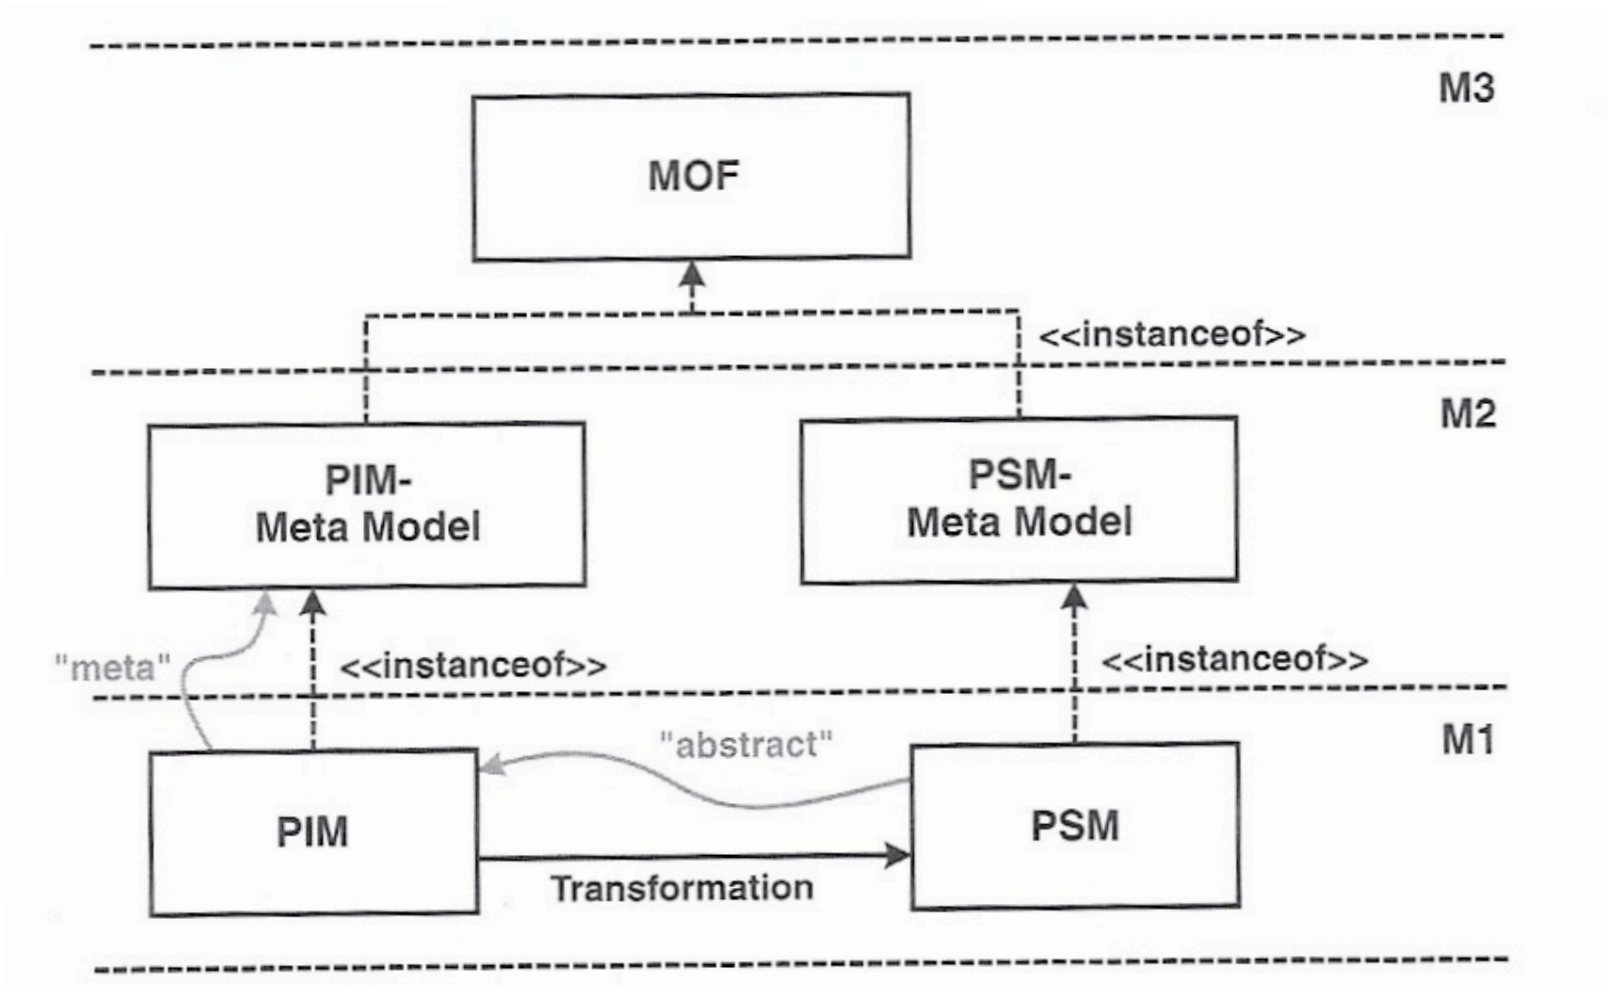 M3
MOF
<<instanceof>>
M2
PIM-
Meta Model
PSM-
Meta Model
"meta"
<<instanceof>>
<<instanceof>>
M1
"abstract"
PIM
PSM
Transformation